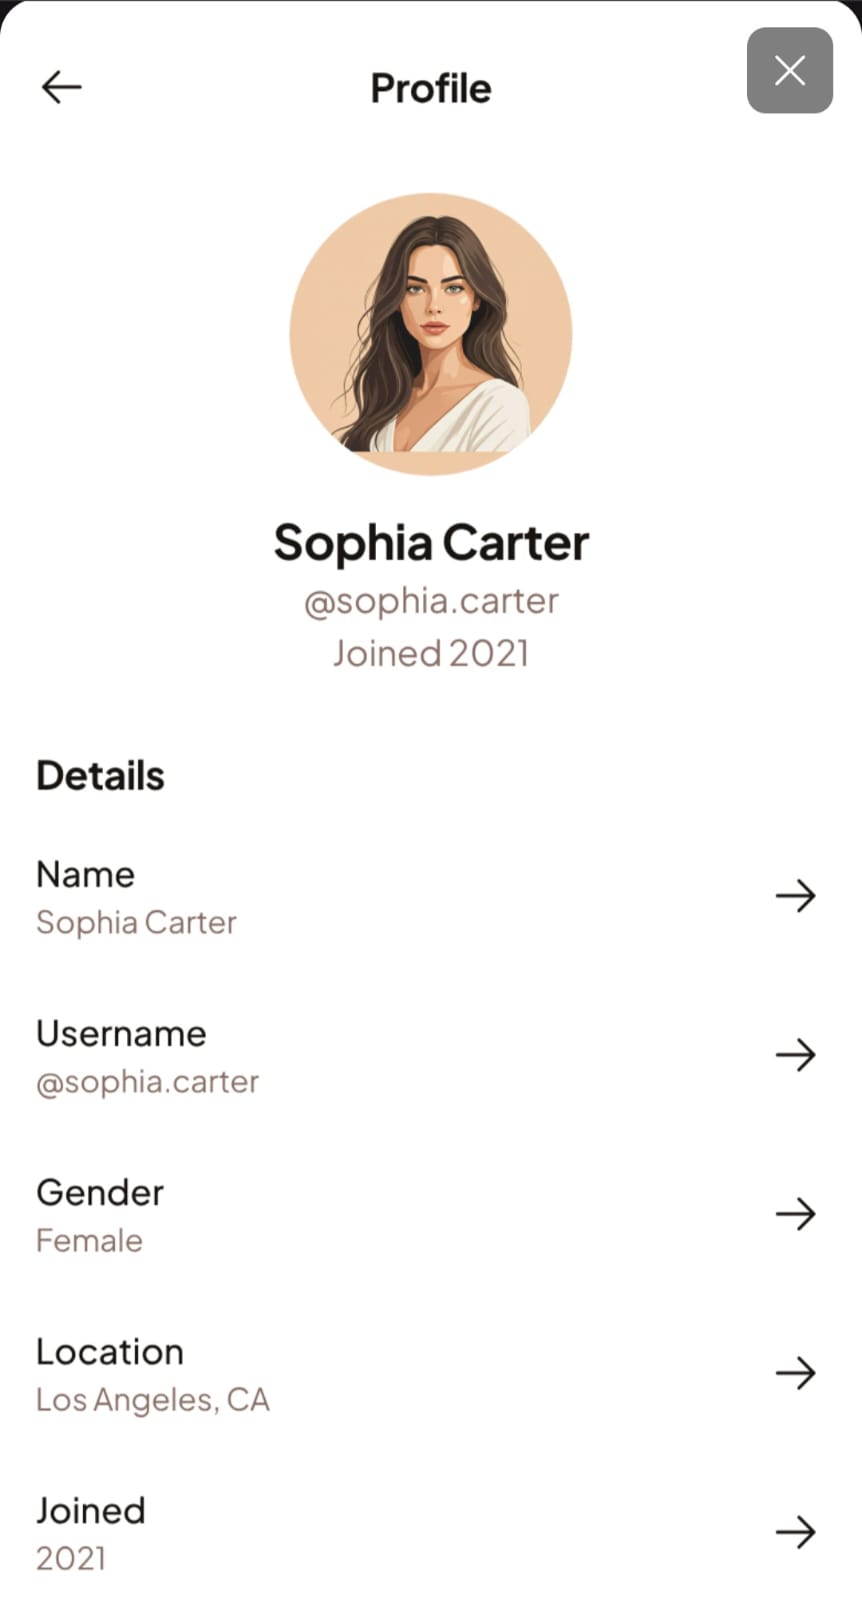 Profile
Sophia Carter
@sophia.carter
Joined 2021
Details
Name
Sophia Carter
Username
@sophia.carter
Gender
Female
Location
Los Angeles, CA
Joined
2021